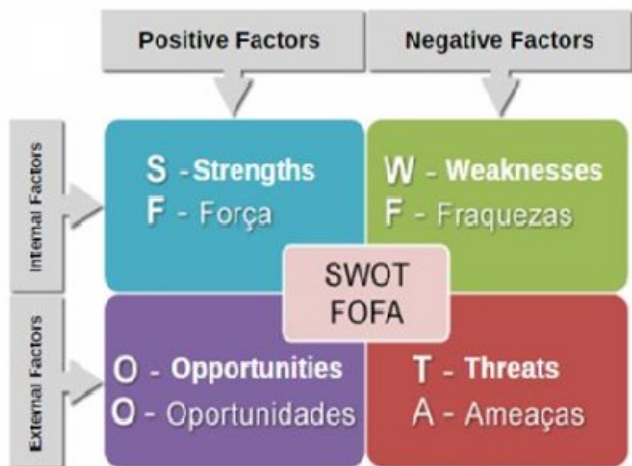 Positive Factors
Negative Factors
Internal Factors
S - Strengths
F - Força
W - Weaknesses
F - Fraquezas
SWOT
FOFA
External Factors
O - Opportunities
O - Oportunidades
T - Threats
A - Ameaças